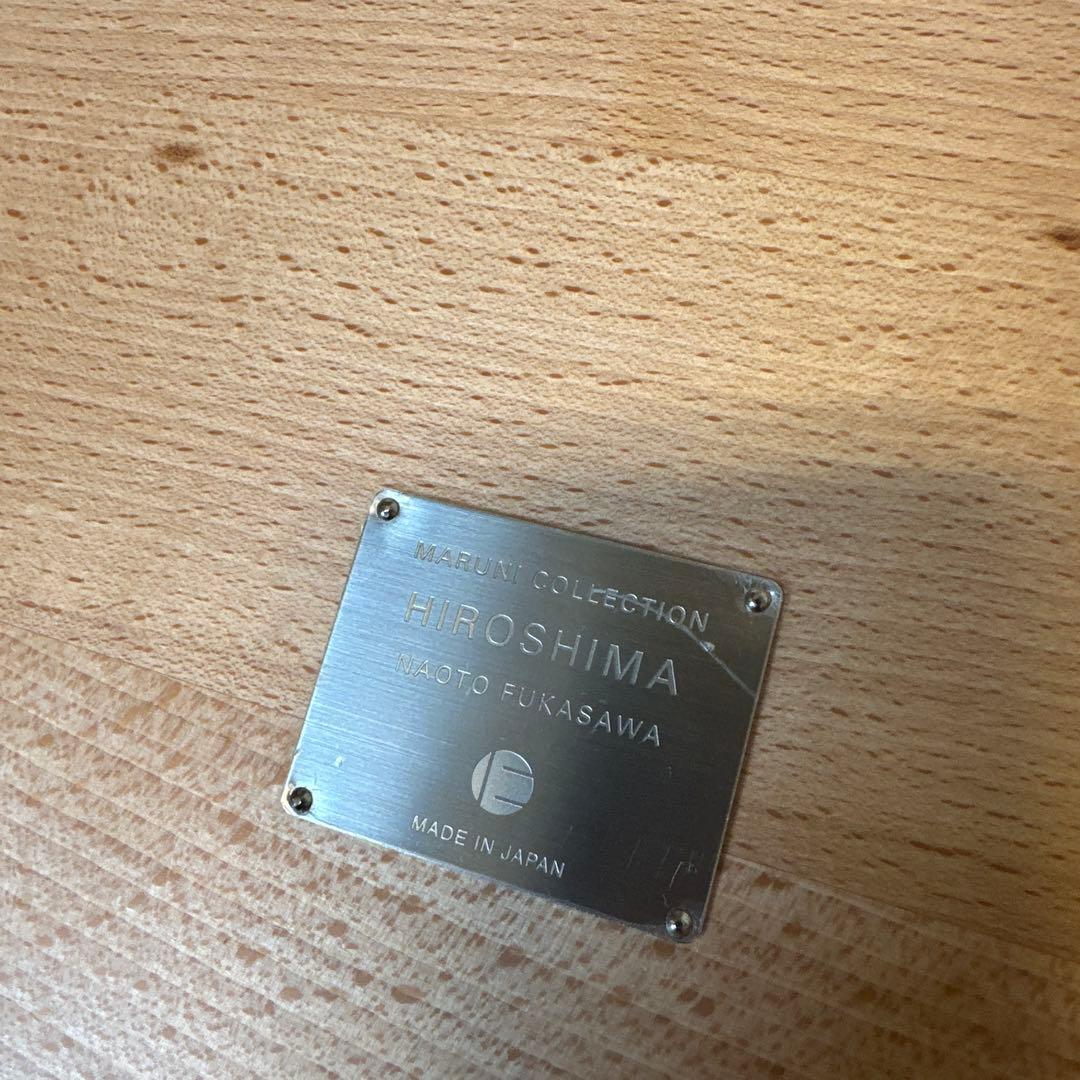 MARUNI COLLECTION
HIROSHIMA
NAOTO FUKASAWA
MADE IN JAPAN